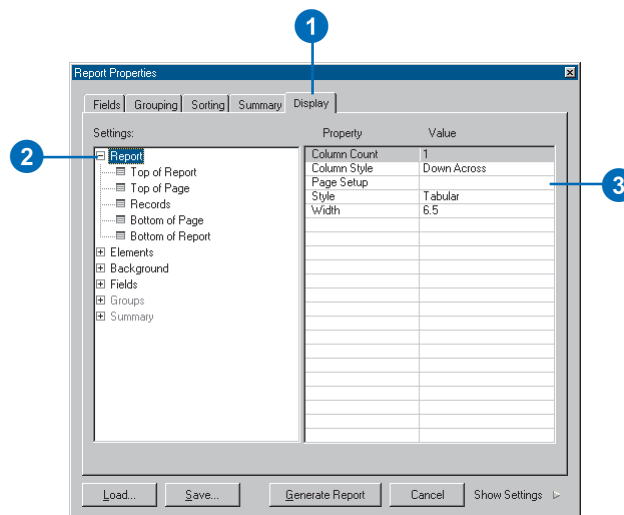 1
Report Properties
Fields Grouping Sorting Summary Display
Settings:
Property Value
2
Report
Top of Report
Top of Page
Records
Bottom of Page
Bottom of Report
Elements
Background
Fields
Groups
Summary
Column Count 1
Column Style Down Across
Page Setup
3
Style Tabular
Width 6.5
Load... Save... Generate Report Cancel Show Settings